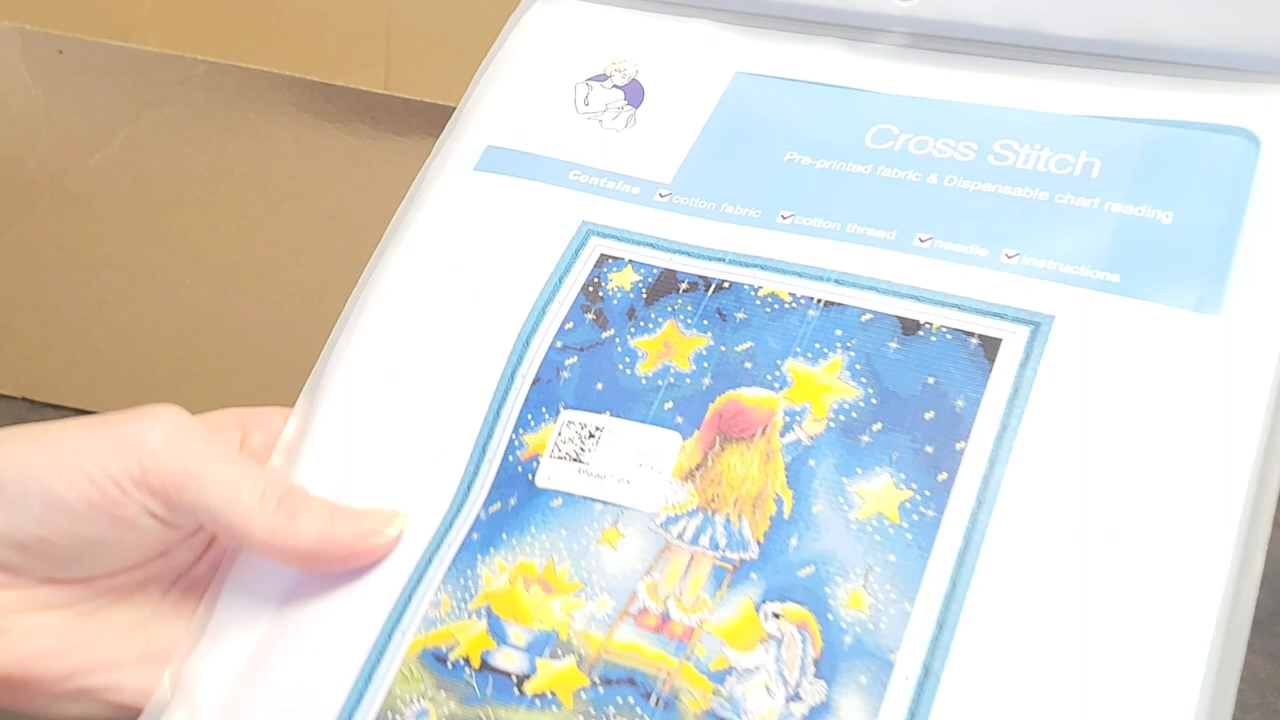 Cross Stitch
Pre-printed fabric & Dispensable chart reading
Contains cotton fabric cotton thread needle instructions